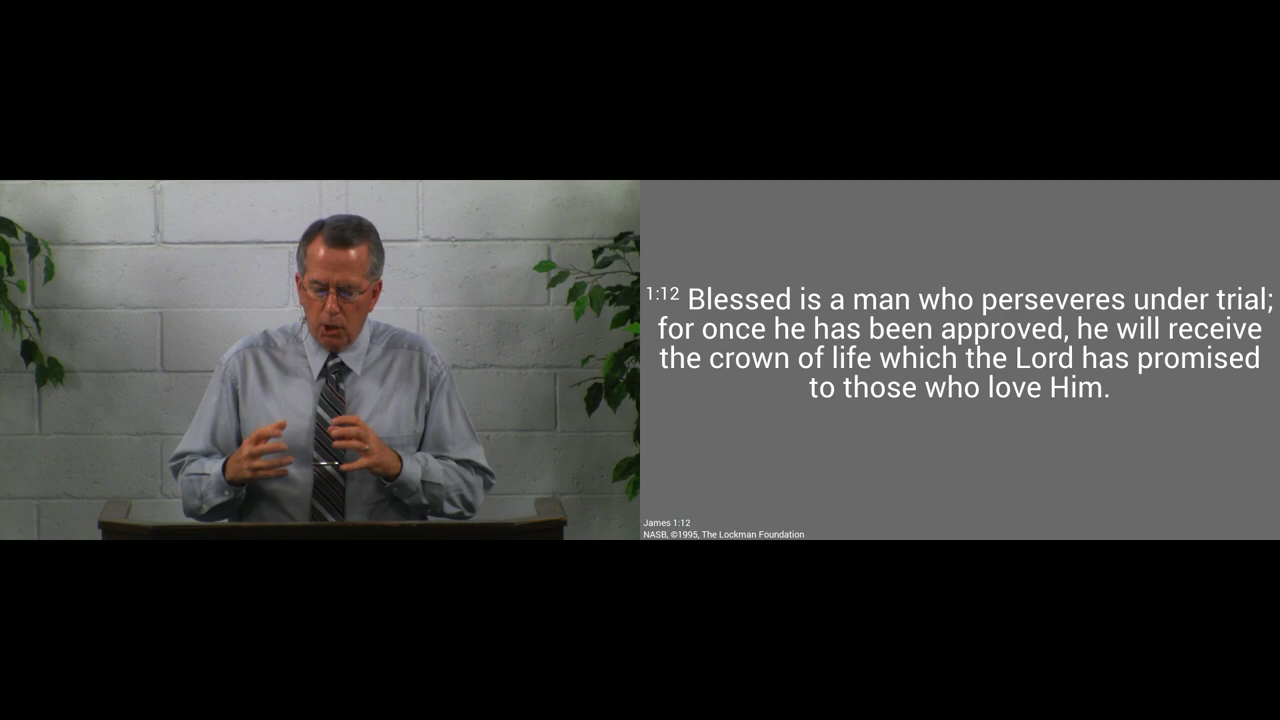 1:12 Blessed is a man who perseveres under trial;
for once he has been approved, he will receive
the crown of life which the Lord has promised
to those who love Him.
James 1:12
NASB, ©1995, The Lockman Foundation